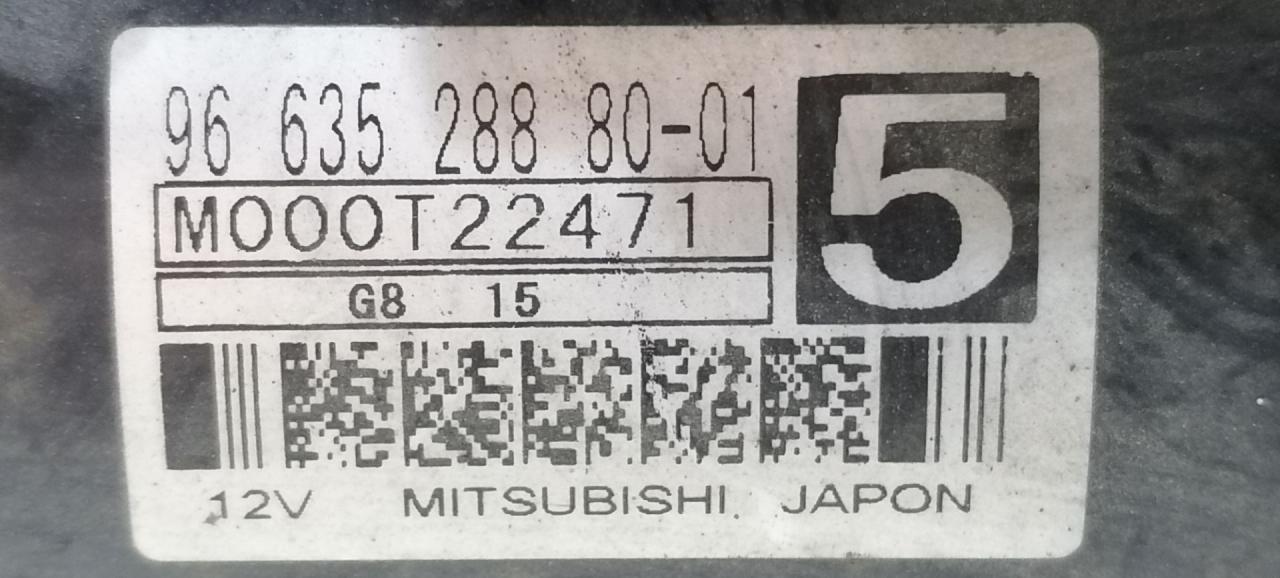 96 635 288 80-01
5
M000T22471
G8 15
12V MITSUBISHI JAPON